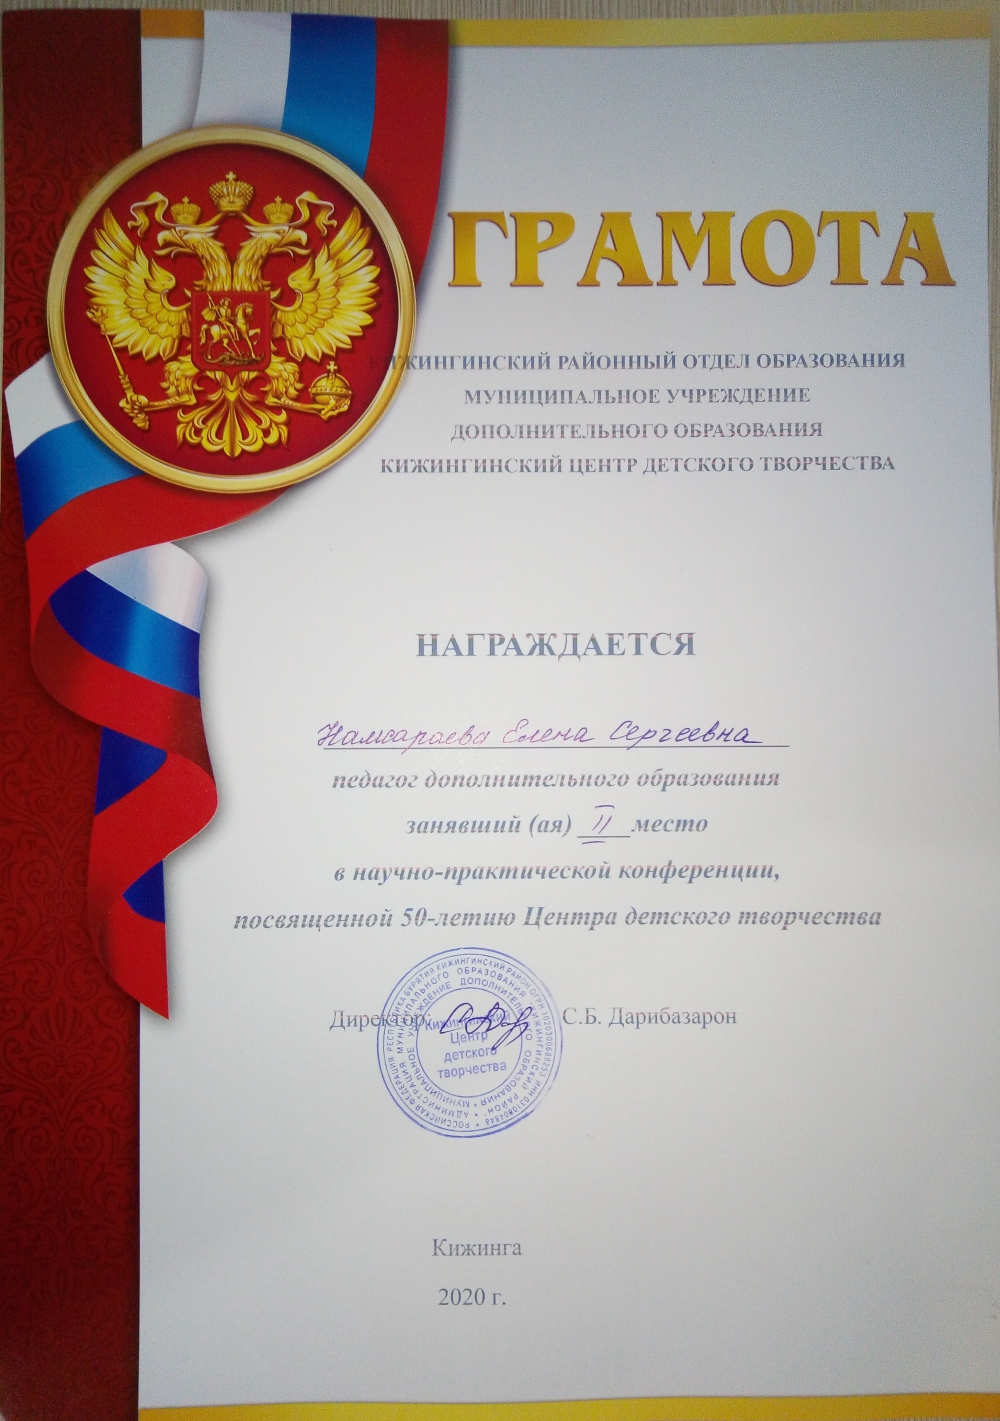 ГРАМОТА
КИЖИНГИНСКИЙ РАЙОННЫЙ ОТДЕЛ ОБРАЗОВАНИЯ
МУНИЦИПАЛЬНОЕ УЧРЕЖДЕНИЕ
ДОПОЛНИТЕЛЬНОГО ОБРАЗОВАНИЯ
КИЖИНГИНСКИЙ ЦЕНТР ДЕТСКОГО ТВОРЧЕСТВА
НАГРАЖДАЕТСЯ
Намсараева Елена Сергеевна
педагог дополнительного образования
занявший (ая) II место
в научно-практической конференции,
посвященной 50-летию Центра детского творчества
Директор: С.Б. Дарибазарон
Кижингинский
Центр
детского
творчества
Кижинга
2020 г.